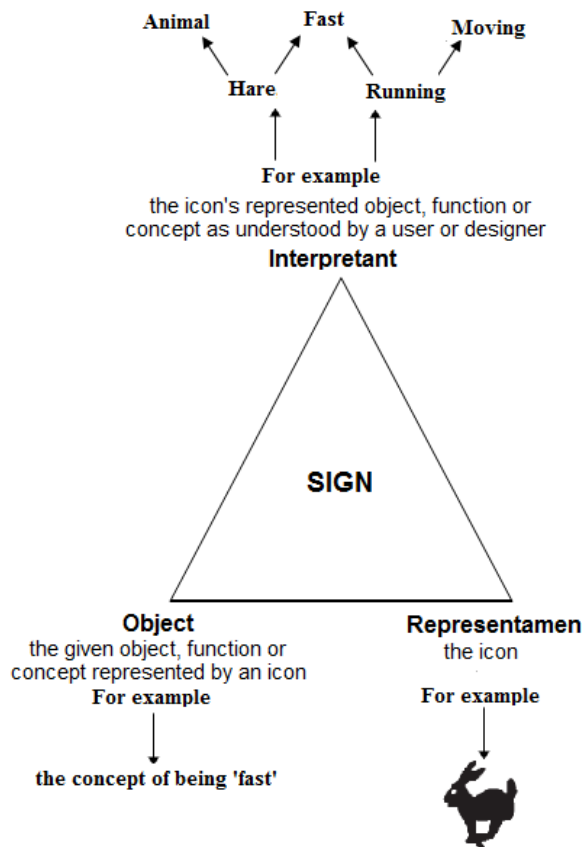 Animal Fast Moving
Hare Running
For example
the icon's represented object, function or
concept as understood by a user or designer
Interpretant
SIGN
Object
the given object, function or
concept represented by an icon
For example
the concept of being 'fast'
Representamen
the icon
For example